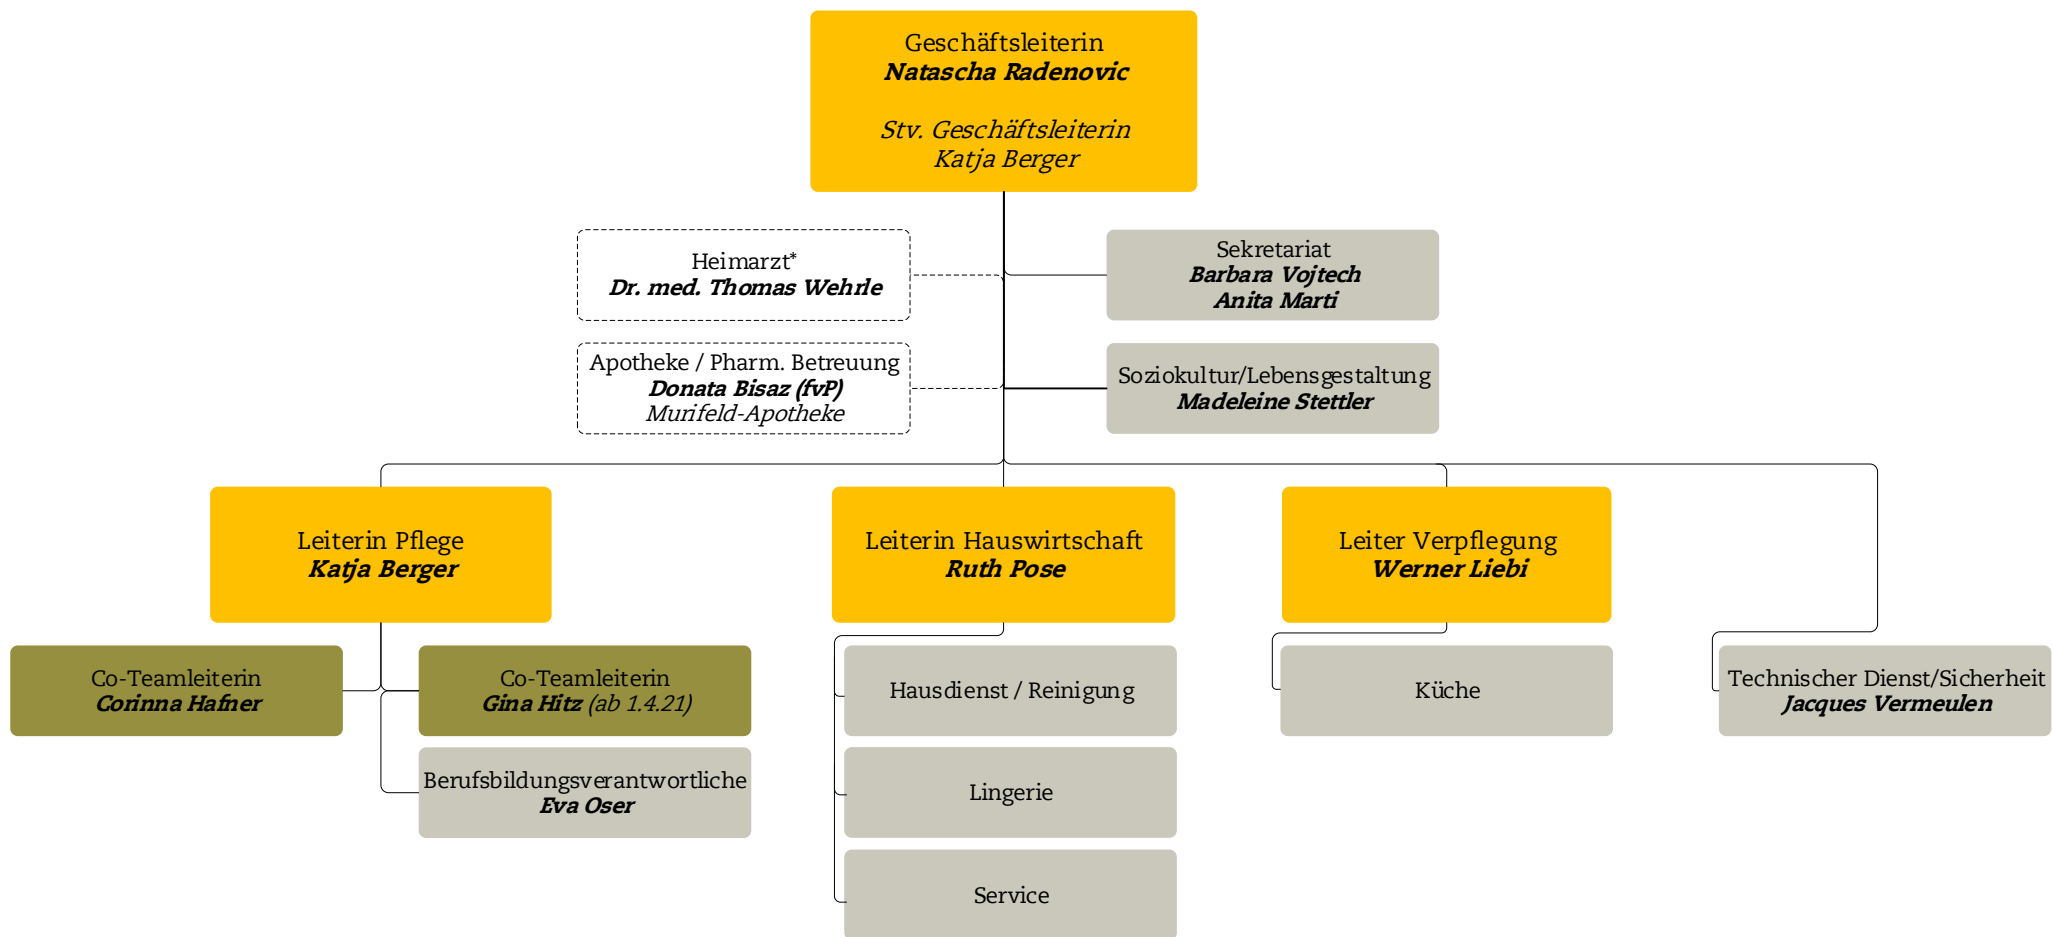 Geschäftsleiterin
Natascha Radenovic
Stv. Geschäftsleiterin
Katja Berger
Heimarzt*
Dr. med. Thomas Wehrle
Sekretariat
Barbara Vojtech
Anita Marti
Apotheke / Pharm. Betreuung
Donata Bisaz (fvP)
Murifeld-Apotheke
Soziokultur/Lebensgestaltung
Madeleine Stettler
Leiterin Pflege
Katja Berger
Leiterin Hauswirtschaft
Ruth Pose
Leiter Verpflegung
Werner Liebi
Co-Teamleiterin
Corinna Hafner
Co-Teamleiterin
Gina Hitz (ab 1.4.21)
Hausdienst / Reinigung
Küche
Technischer Dienst/Sicherheit
Jacques Vermeulen
Berufsbildungsverantwortliche
Eva Oser
Lingerie
Service